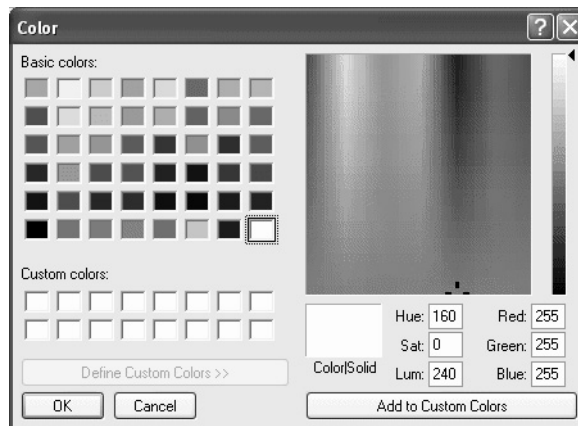 Color
Basic colors:
Custom colors:
Define Custom Colors >>
OK Cancel
Color|Solid
Hue: 160 Red: 255
Sat: 0 Green: 255
Lum: 240 Blue: 255
Add to Custom Colors